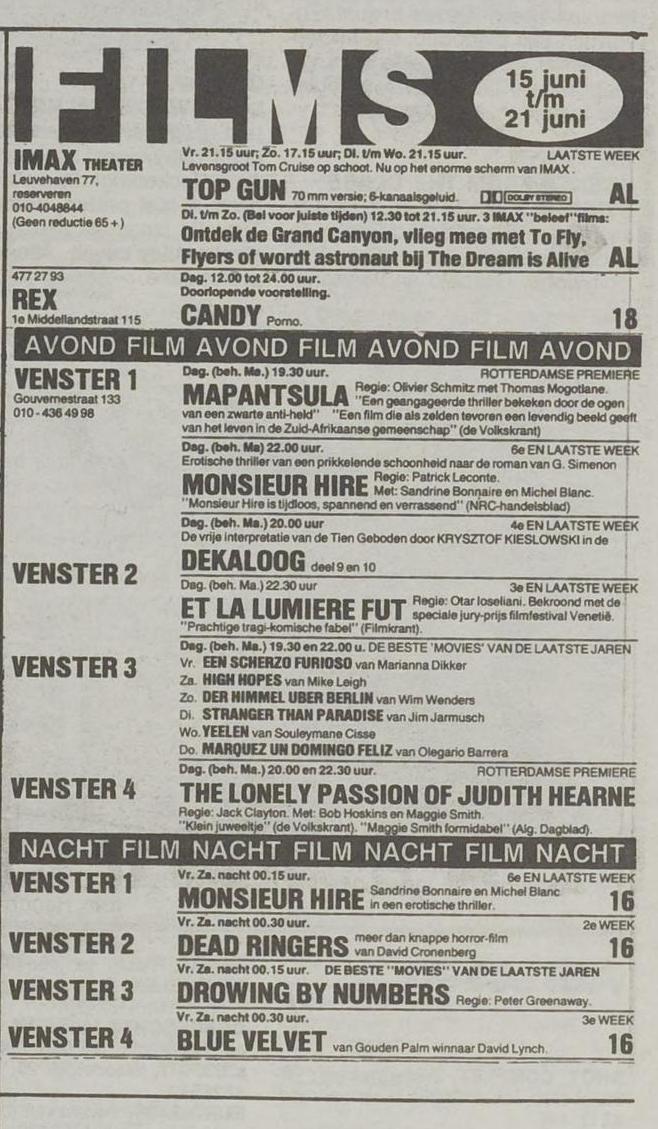 FILMS
15 juni
t/m
21 juni
IMAX THEATER
Leuvehaven 77,
reserveren
010-4048844
(Geen reductie 65 +)
Vr. 21.15 uur; Zo. 17.15 uur; Di. t/m Wo. 21.15 uur. LAATSTE WEEK
Levensgroot Tom Cruise op schoot. Nu op het enorme scherm van IMAX.
TOP GUN 70 mm versie; 6-kanaalsgeluid. DOLBY STEREO AL
Di. t/m Zo. (Bel voor juiste tijden) 12.30 tot 21.15 uur. 3 IMAX "beleef"films:
Ontdek de Grand Canyon, vlieg mee met To Fly,
Flyers of wordt astronaut bij The Dream is Alive AL
477 27 93
REX
1e Middellandstraat 115
Dag. 12.00 tot 24.00 uur.
Doorlopende voorstelling.
CANDY Porno. 18
AVOND FILM AVOND FILM AVOND FILM AVOND
VENSTER 1
Gouvernestraat 133
010 - 436 49 98
Dag. (beh. Ma.) 19.30 uur. ROTTERDAMSE PREMIERE
MAPANTSULA Regie: Olivier Schmitz met Thomas Mogotlane.
"Een geangageerde thriller bekeken door de ogen
van een zwarte anti-held" "Een film die als zelden tevoren een levendig beeld geeft
van het leven in de Zuid-Afrikaanse gemeenschap" (de Volkskrant)
Dag. (beh. Ma) 22.00 uur. 6e EN LAATSTE WEEK
Erotische thriller van een prikkelende schoonheid naar de roman van G. Simenon
MONSIEUR HIRE Regie: Patrick Leconte.
Met: Sandrine Bonnaire en Michel Blanc.
"Monsieur Hire is tijdloos, spannend en verrassend" (NRC-handelsblad)
VENSTER 2
Dag. (beh. Ma.) 20.00 uur 4e EN LAATSTE WEEK
De vrije interpretatie van de Tien Geboden door KRYSZTOF KIESLOWSKI in de
DEKALOOG deel 9 en 10
Dag. (beh. Ma.) 22.30 uur 3e EN LAATSTE WEEK
ET LA LUMIERE FUT Regie: Otar Ioseliani. Bekroond met de
speciale jury-prijs filmfestival Venetië.
"Prachtige tragi-komische fabel" (Filmkrant).
VENSTER 3
Dag. (beh. Ma.) 19.30 en 22.00 u. DE BESTE 'MOVIES' VAN DE LAATSTE JAREN
Vr. EEN SCHERZO FURIOSO van Marianna Dikker
Za. HIGH HOPES van Mike Leigh
Zo. DER HIMMEL UBER BERLIN van Wim Wenders
Di. STRANGER THAN PARADISE van Jim Jarmusch
Wo. YEELEN van Souleymane Cisse
Do. MARQUEZ UN DOMINGO FELIZ van Olegario Barrera
VENSTER 4
Dag. (beh. Ma.) 20.00 en 22.30 uur. ROTTERDAMSE PREMIERE
THE LONELY PASSION OF JUDITH HEARNE
Regie: Jack Clayton. Met: Bob Hoskins en Maggie Smith.
"Klein juweeltje" (de Volkskrant). "Maggie Smith formidabel" (Alg. Dagblad).
NACHT FILM NACHT FILM NACHT FILM NACHT
VENSTER 1
Vr. Za. nacht 00.15 uur. 6e EN LAATSTE WEEK
MONSIEUR HIRE Sandrine Bonnaire en Michel Blanc
in een erotische thriller. 16
VENSTER 2
Vr. Za. nacht 00.30 uur. 2e WEEK
DEAD RINGERS meer dan knappe horror-film
van David Cronenberg 16
VENSTER 3
Vr. Za. nacht 00.15 uur. DE BESTE "MOVIES" VAN DE LAATSTE JAREN
DROWING BY NUMBERS Regie: Peter Greenaway.
VENSTER 4
Vr. Za. nacht 00.30 uur. 3e WEEK
BLUE VELVET van Gouden Palm winnaar David Lynch. 16